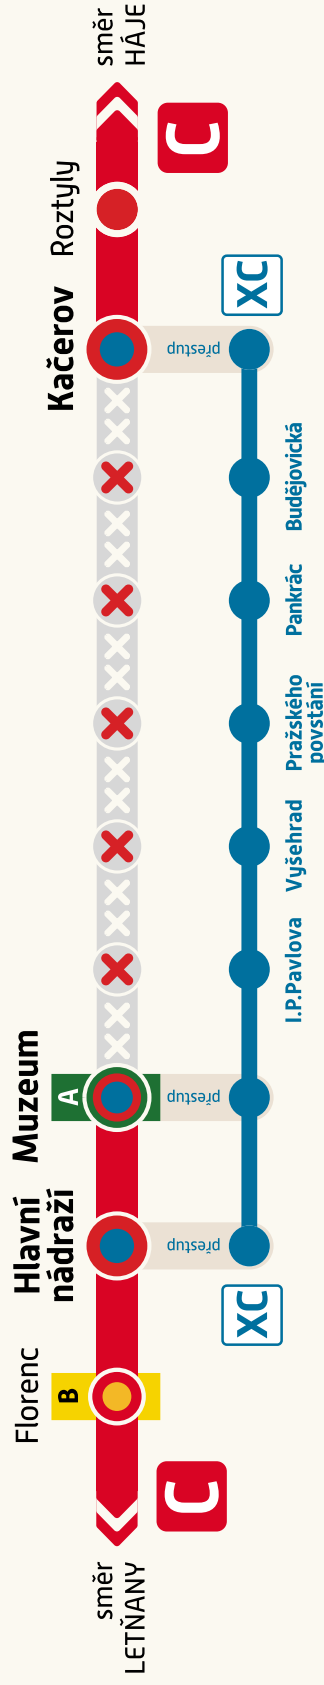 směr
LETŇANY
C
Florenc
B
Hlavní
nádraží
přestup
XC
Muzeum
A
přestup
I.P.Pavlova
Vyšehrad
Pražského
povstání
Pankrác
Budějovická
Kačerov
přestup
XC
Roztyly
C
směr
HÁJE